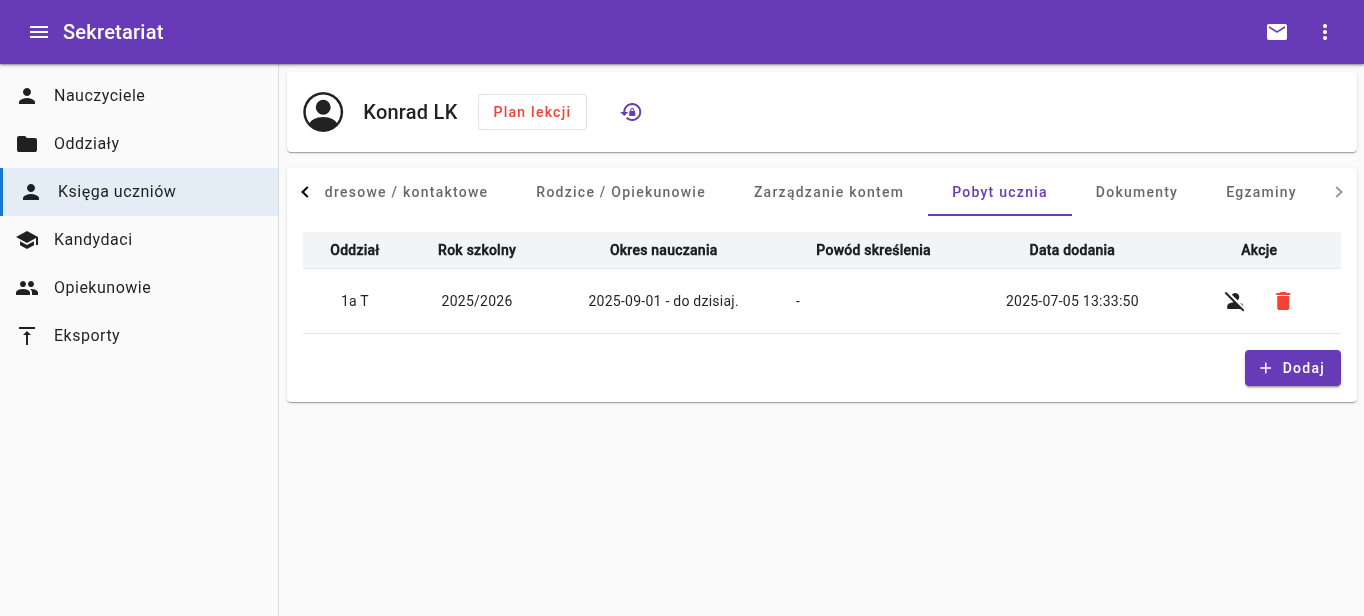 Sekretariat
Nauczyciele
Oddziały
Księga uczniów
Kandydaci
Opiekunowie
Eksporty
Konrad LK Plan lekcji
dresowe / kontaktowe Rodzice / Opiekunowie Zarządzanie kontem Pobyt ucznia Dokumenty Egzaminy
Oddział Rok szkolny Okres nauczania Powód skreślenia Data dodania Akcje
1a T 2025/2026 2025-09-01 - do dzisiaj. - 2025-07-05 13:33:50
+ Dodaj